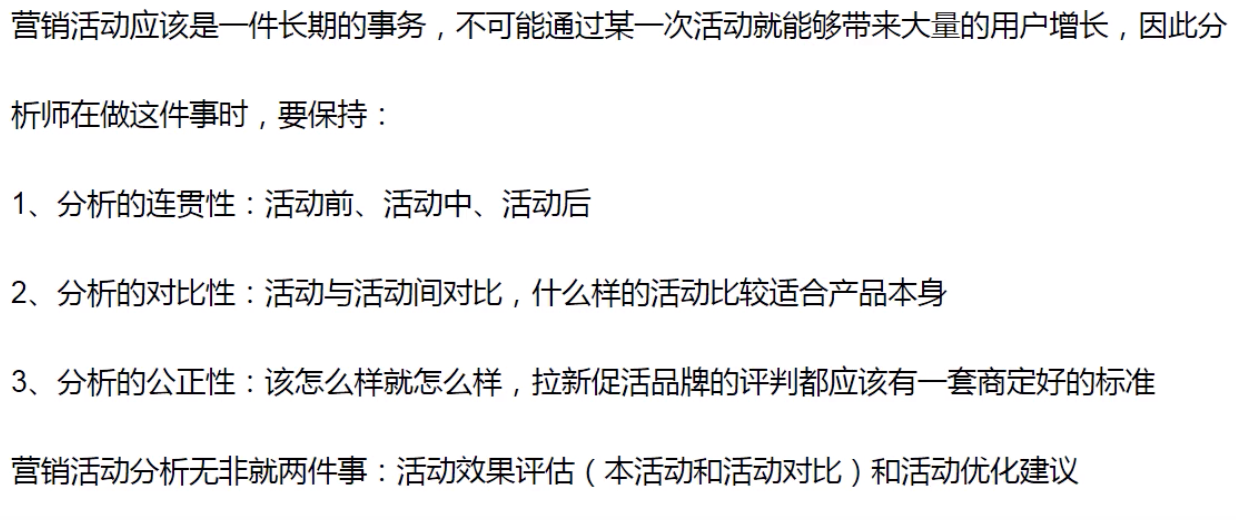 营销活动应该是一件长期的事务，不可能通过某一次活动就能够带来大量的用户增长，因此分
析师在做这件事时，要保持：
1、分析的连贯性：活动前、活动中、活动后
2、分析的对比性：活动与活动间对比，什么样的活动比较适合产品本身
3、分析的公正性：该怎么样就怎么样，拉新促活品牌的评判都应该有一套商定好的标准
营销活动分析无非就两件事：活动效果评估（本活动和活动对比）和活动优化建议